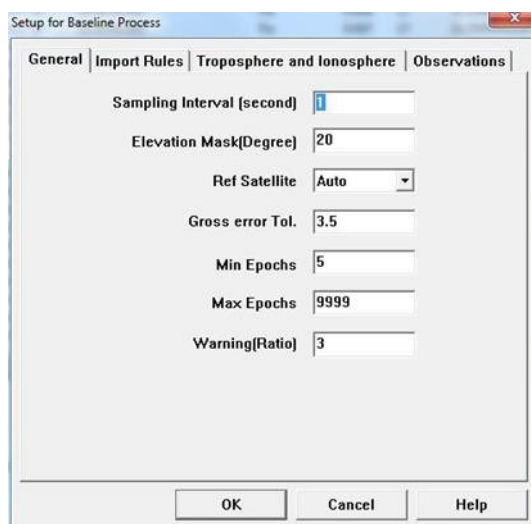 Setup for Baseline Process
General Import Rules Troposphere and Ionosphere Observations
Sampling Interval (second) 1
Elevation Mask(Degree) 20
Ref Satellite Auto
Gross error Tol. 3.5
Min Epochs 5
Max Epochs 9999
Warning(Ratio) 3
OK Cancel Help